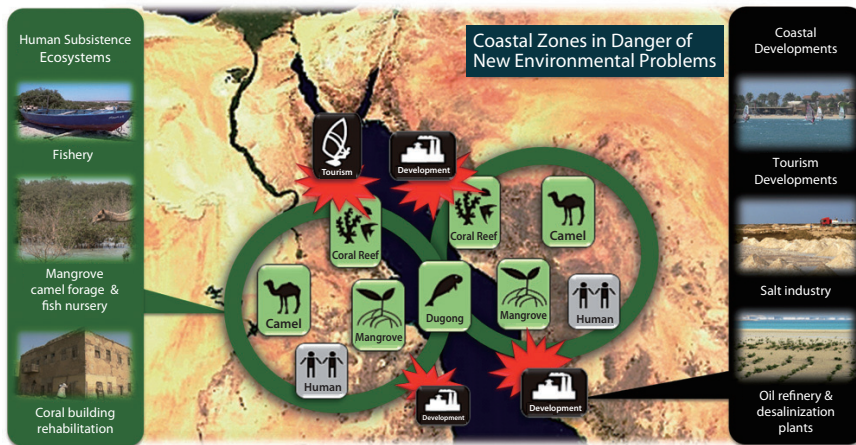 Human Subsistence
Ecosystems
Fishery
Mangrove
camel forage &
fish nursery
Coral building
rehabilitation
Coastal Zones in Danger of
New Environmental Problems
Tourism
Development
Coral Reef
Coral Reef
Camel
Camel
Mangrove
Dugong
Mangrove
Human
Human
Development
Development
Coastal
Developments
Tourism
Developments
Salt industry
Oil refinery &
desalinization
plants